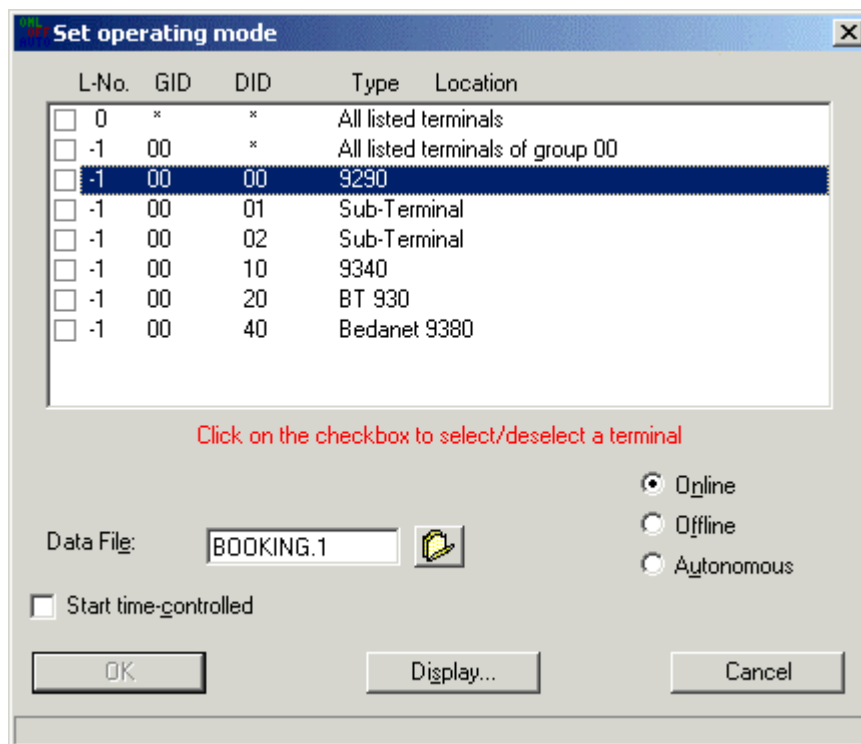 ONL
OFF
AUTO
Set operating mode
L-No. GID DID Type Location
0 * * All listed terminals
-1 00 * All listed terminals of group 00
-1 00 00 9290
-1 00 01 Sub-Terminal
-1 00 02 Sub-Terminal
-1 00 10 9340
-1 00 20 BT 930
-1 00 40 Bedanet 9380
Click on the checkbox to select/deselect a terminal
Online
Offline
Data File: BOOKING.1
Autonomous
Start time-controlled
OK Display... Cancel